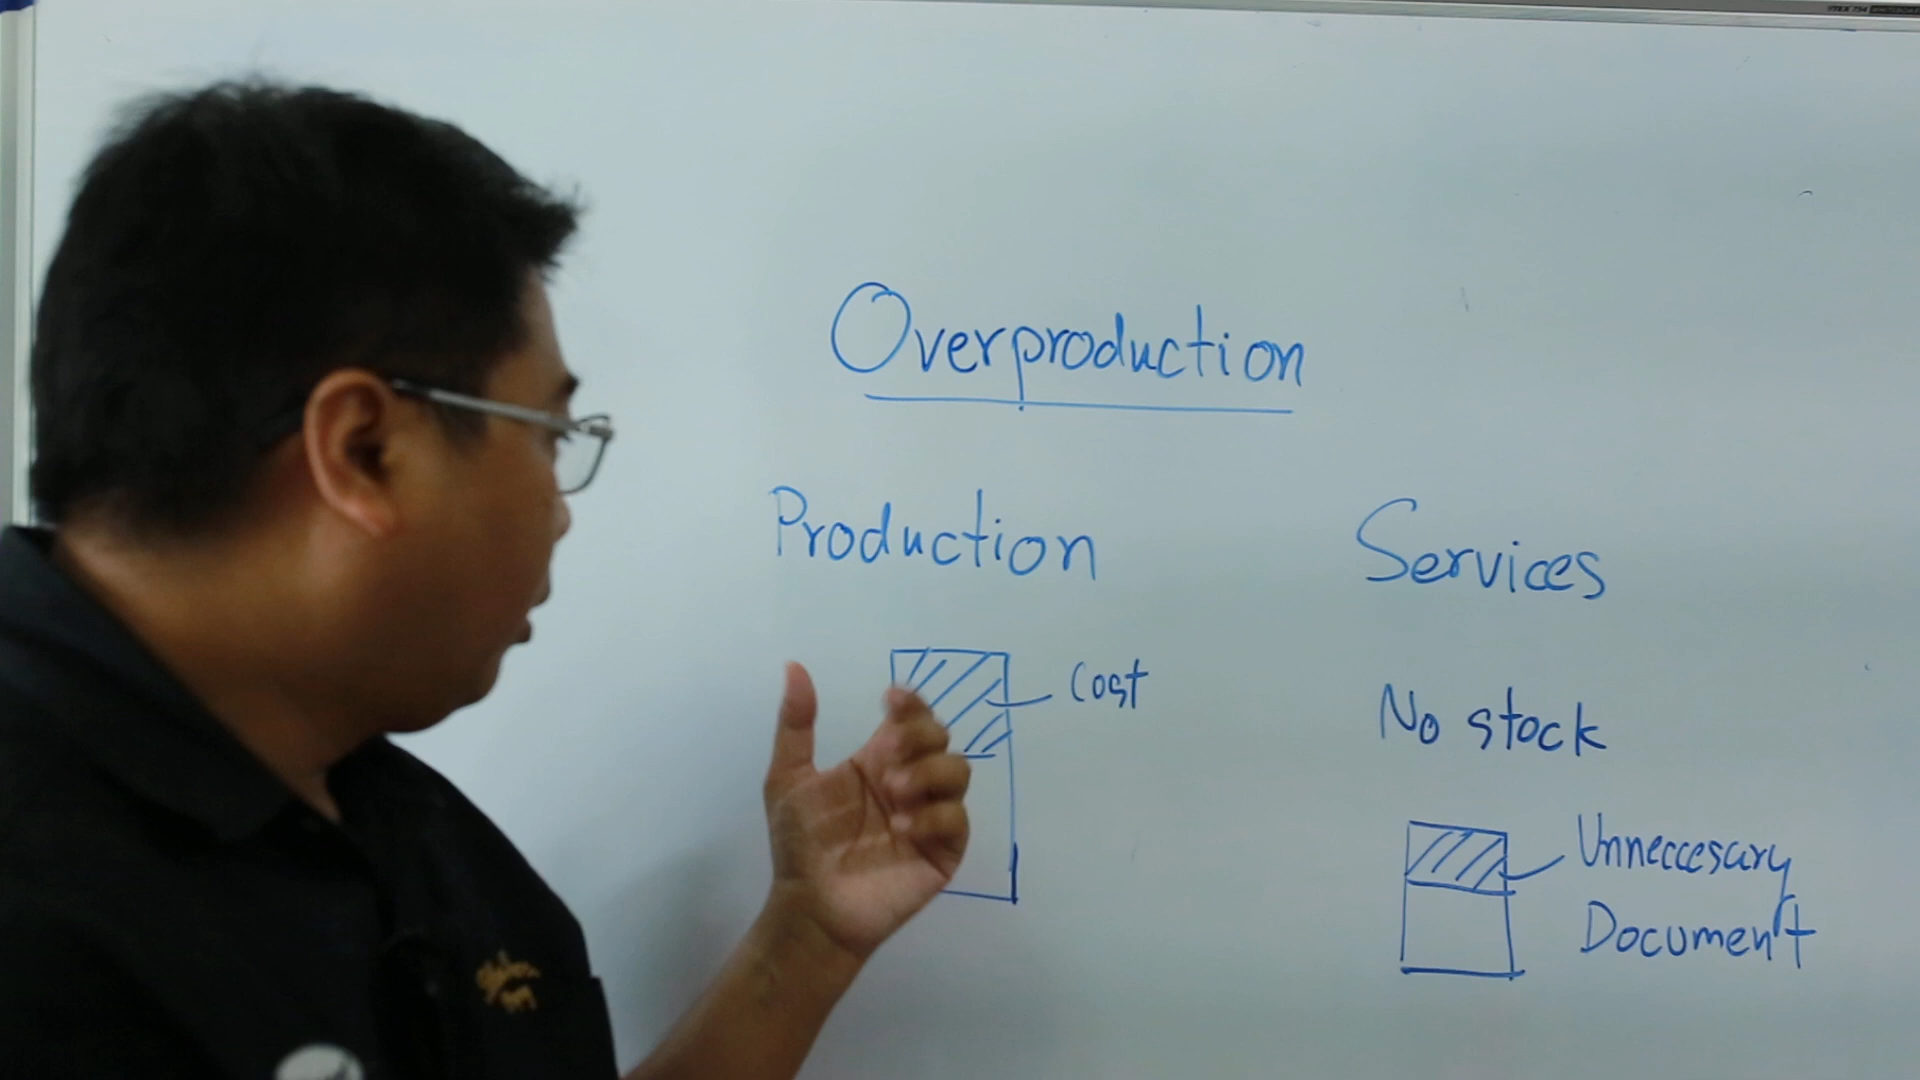 Overproduction
Production
Services
Cost
No stock
Unneccesary
Document